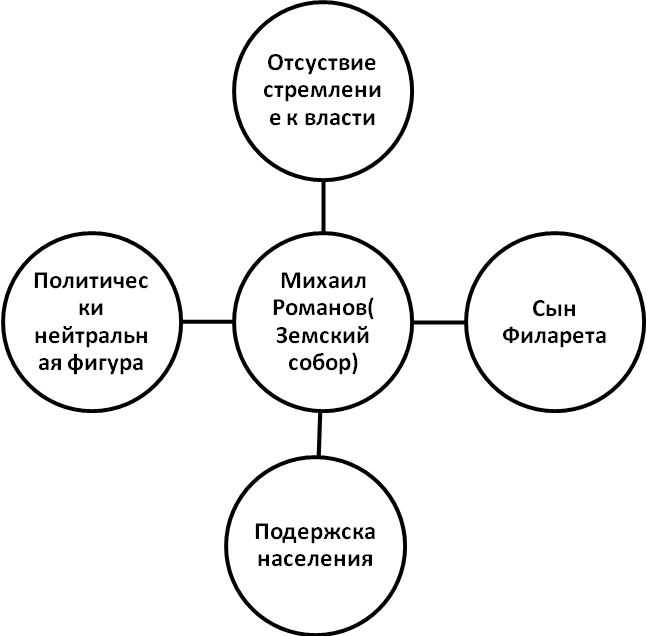 Отсуствие
стремлени
е к власти
Политичес
ки
нейтральн
ая фигура
Михаил
Романов(
Земский
собор)
Сын
Филарета
Подержска
населения